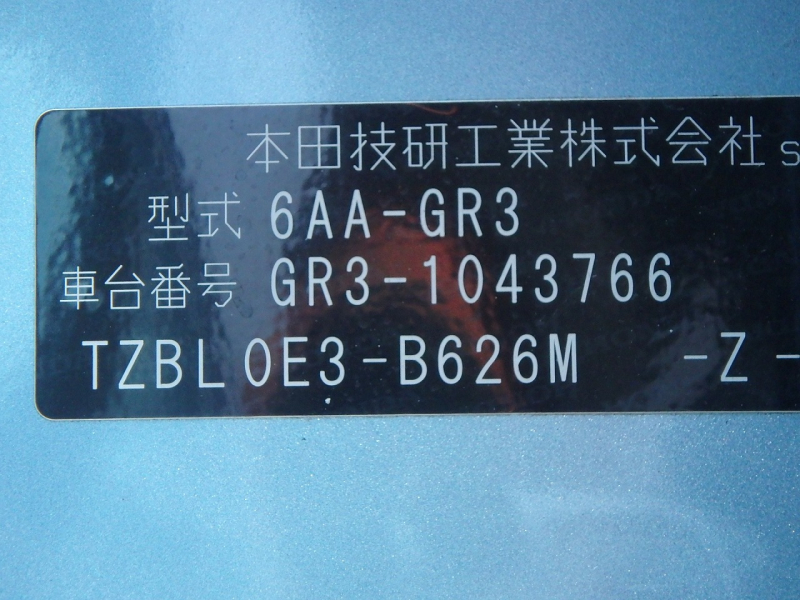 本田技研工業株式会社 S
型式 6AA-GR3
車台番号 GR3-1043766
TZBL0E3-B626M -Z -